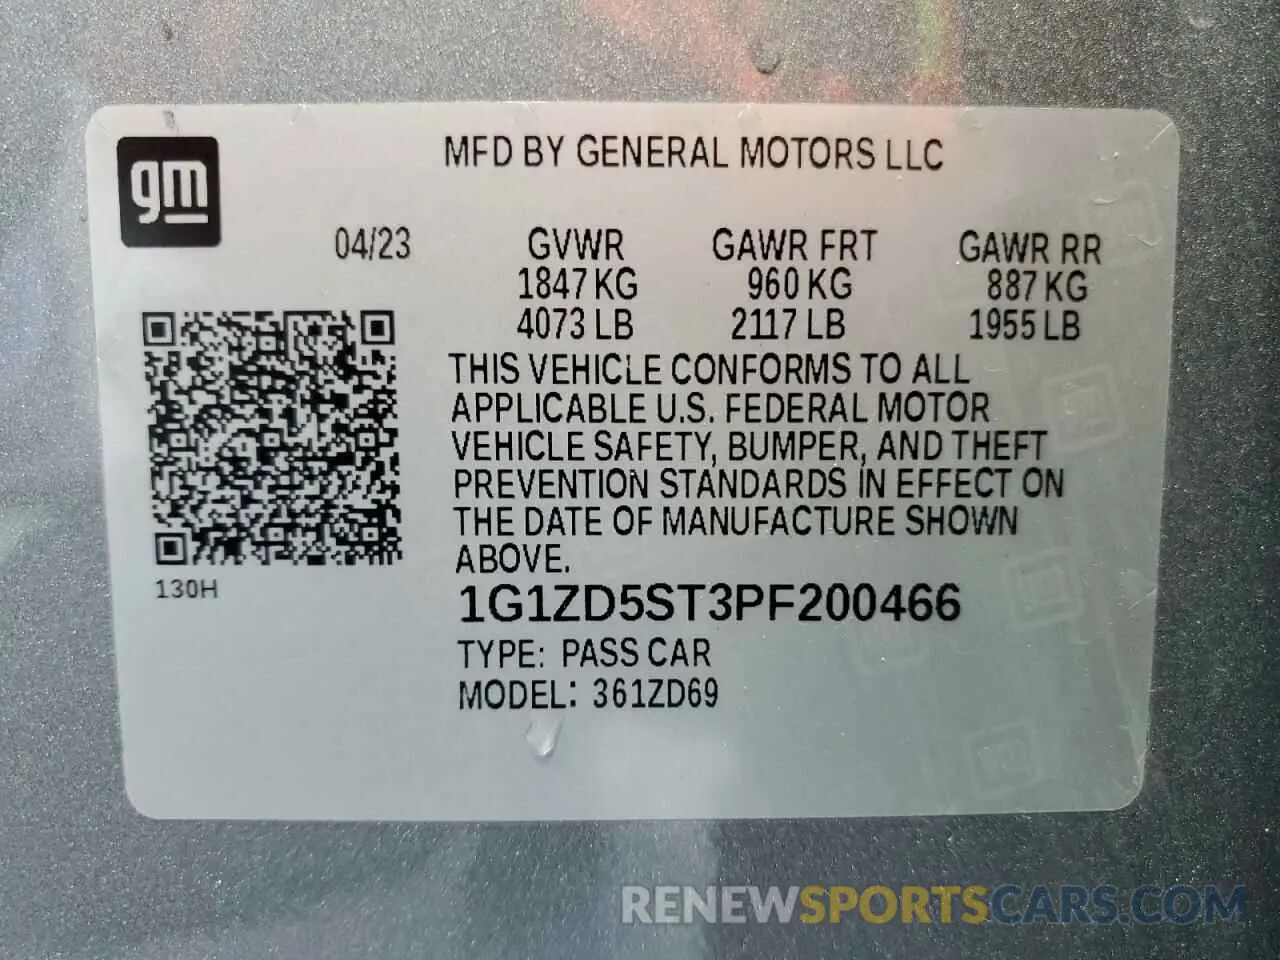 MFD BY GENERAL MOTORS LLC
gm
04/23 GVWR GAWR FRT GAWR RR
1847 KG 960 KG 887 KG
4073 LB 2117 LB 1955 LB
THIS VEHICLE CONFORMS TO ALL
APPLICABLE U.S. FEDERAL MOTOR
VEHICLE SAFETY, BUMPER, AND THEFT
PREVENTION STANDARDS IN EFFECT ON
THE DATE OF MANUFACTURE SHOWN
ABOVE.
130H
1G1ZD5ST3PF200466
TYPE: PASS CAR
MODEL: 361ZD69
RENEWSPORTSCARS.COM